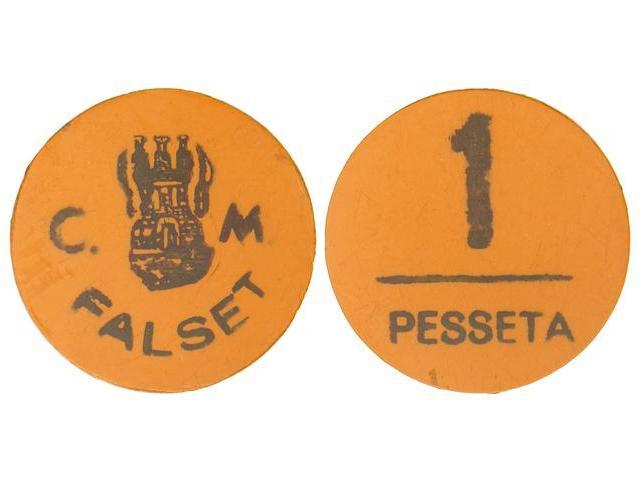 C. M
FALSET
1
PESSETA